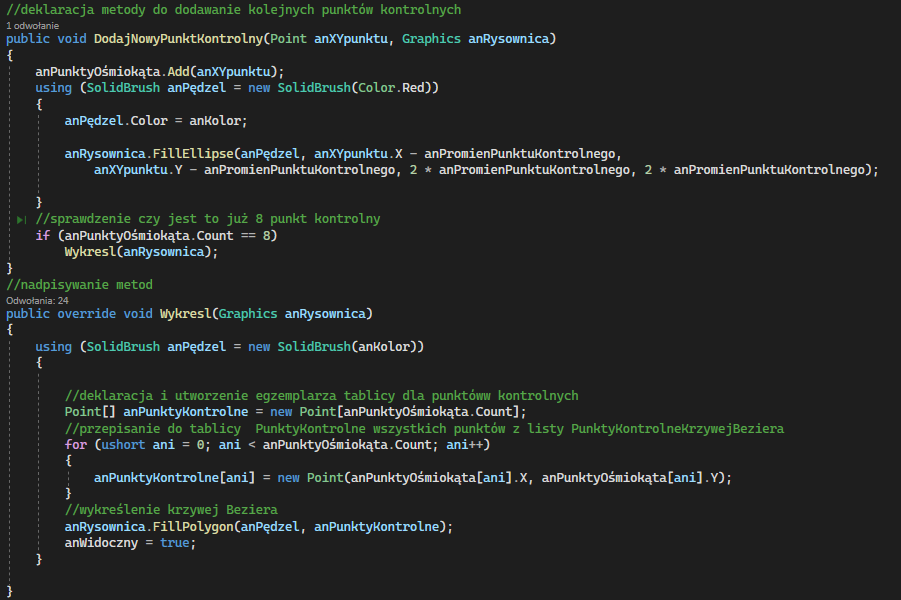 //deklaracja metody do dodawanie kolejnych punktów kontrolnych
1 odwołanie
public void DodajNowyPunktKontrolny(Point anXYpunktu, Graphics anRysownica)
{
anPunktyOśmiokąta.Add(anXYpunktu);
using (SolidBrush anPędzel = new SolidBrush(Color.Red))
{
anPędzel.Color = anKolor;
anRysownica.FillEllipse(anPędzel, anXYpunktu.X - anPromienPunktuKontrolnego,
anXYpunktu.Y - anPromienPunktuKontrolnego, 2 * anPromienPunktuKontrolnego, 2 * anPromienPunktuKontrolnego);
}
//sprawdzenie czy jest to już 8 punkt kontrolny
if (anPunktyOśmiokąta.Count == 8)
Wykresl(anRysownica);
}
//nadpisywanie metod
Odwołania: 24
public override void Wykresl(Graphics anRysownica)
{
using (SolidBrush anPędzel = new SolidBrush(anKolor))
{
//deklaracja i utworzenie egzemplarza tablicy dla punktóww kontrolnych
Point[] anPunktyKontrolne = new Point[anPunktyOśmiokąta.Count];
//przepisanie do tablicy  PunktyKontrolne wszystkich punktów z listy PunktyKontrolneKrzywejBeziera
for (ushort ani = 0; ani < anPunktyOśmiokąta.Count; ani++)
{
anPunktyKontrolne[ani] = new Point(anPunktyOśmiokąta[ani].X, anPunktyOśmiokąta[ani].Y);
}
//wykreślenie krzywej Beziera
anRysownica.FillPolygon(anPędzel, anPunktyKontrolne);
anWidoczny = true;
}
}